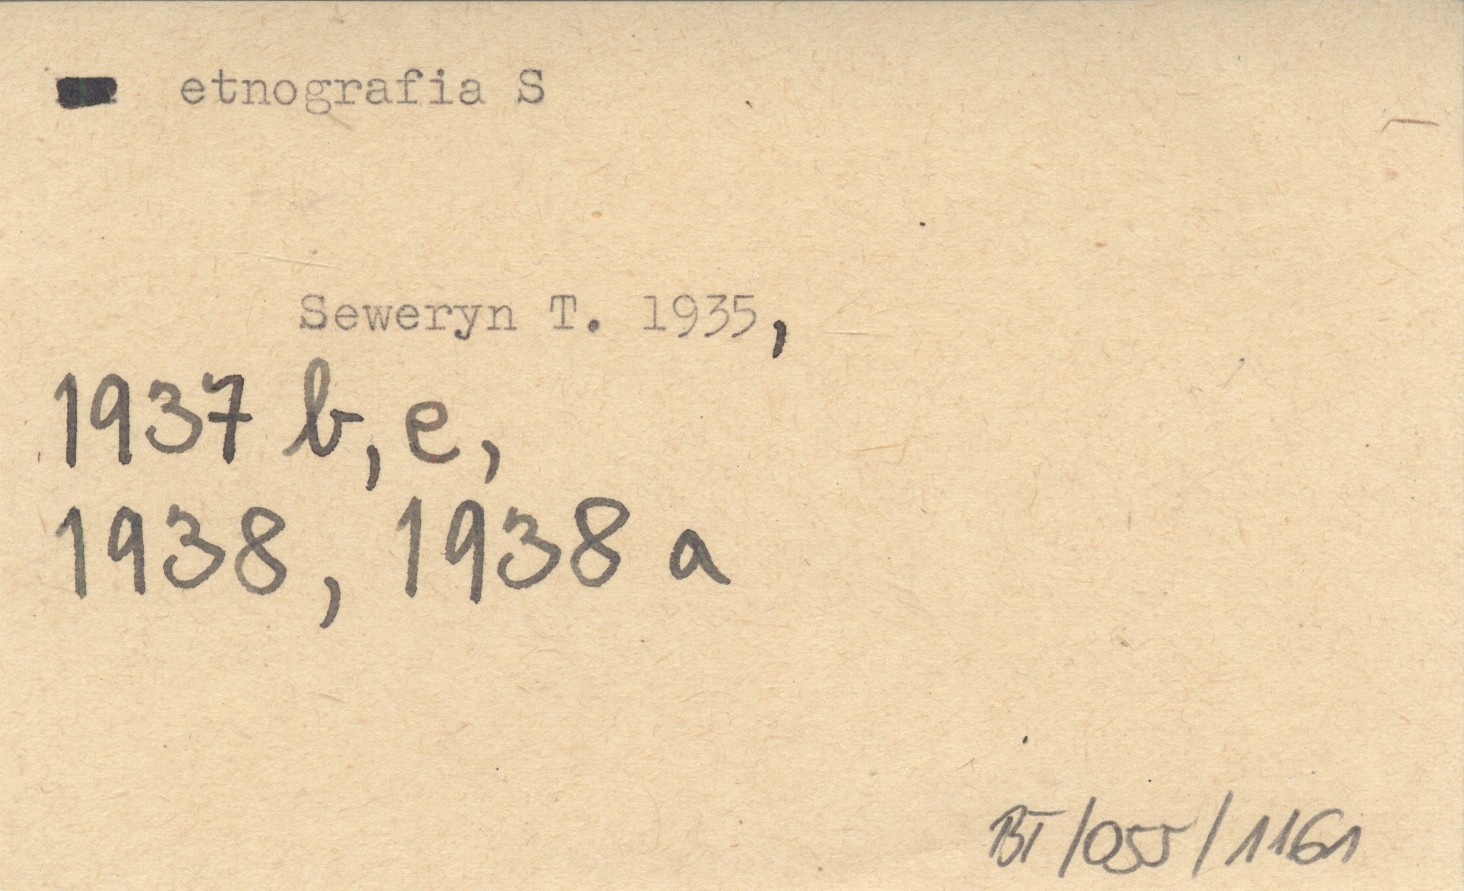 etnografia S
Seweryn T. 1935,
1937 b, e,
1938, 1938 a
BT/055/1161